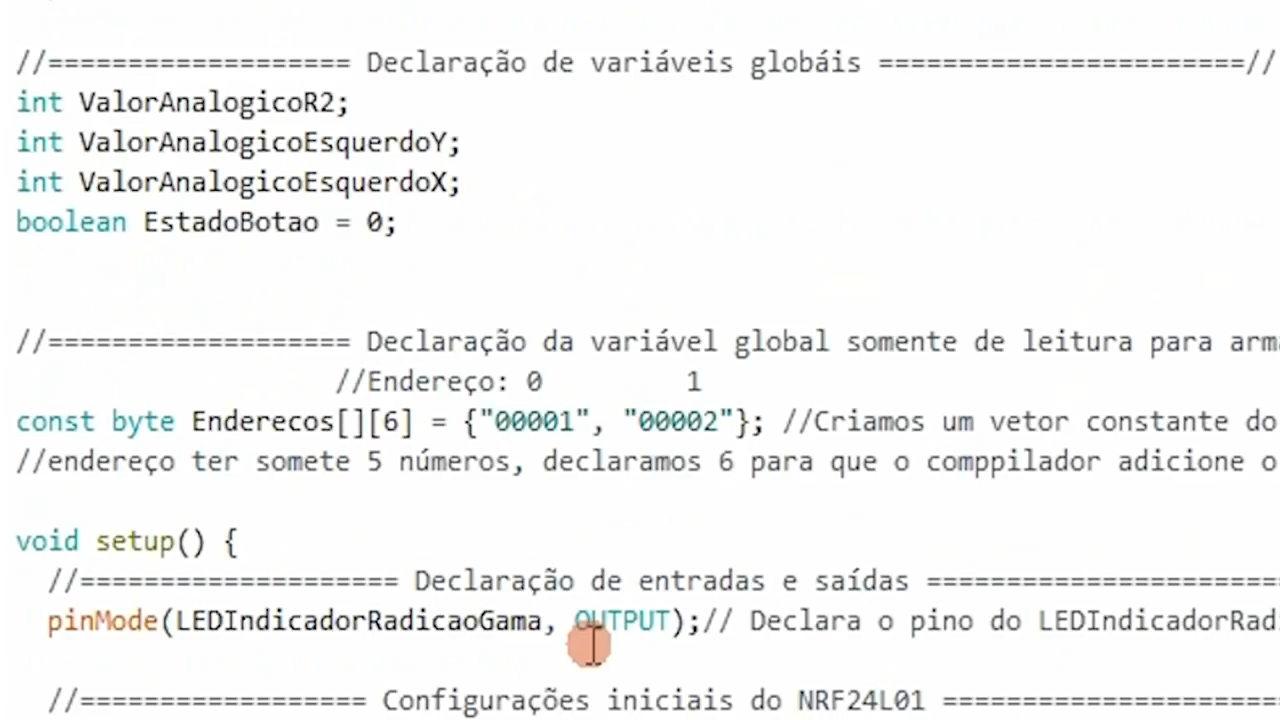 //=================== Declaração de variáveis globáis =======================//
int ValorAnalogicoR2;
int ValorAnalogicoEsquerdoY;
int ValorAnalogicoEsquerdoX;
boolean EstadoBotao = 0;
//=================== Declaração da variável global somente de leitura para arma
//Endereço: 0 1
const byte Enderecos[][6] = {"00001", "00002"}; //Criamos um vetor constante do
//endereço ter somete 5 números, declaramos 6 para que o comppilador adicione o
void setup() {
//==================== Declaração de entradas e saídas ======================
pinMode(LEDIndicadorRadicaoGama, OUTPUT);// Declara o pino do LEDIndicadorRadi
//================== Configurações iniciais do NRF24L01 =====================